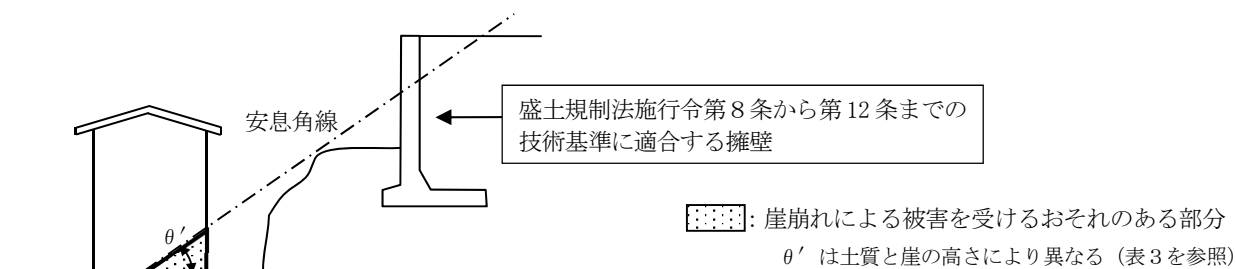 安息角線
盛土規制法施行令第８条から第12条までの
技術基準に適合する擁壁
：崖崩れによる被害を受けるおそれのある部分
θ′は土質と崖の高さにより異なる（表３を参照）
θ′